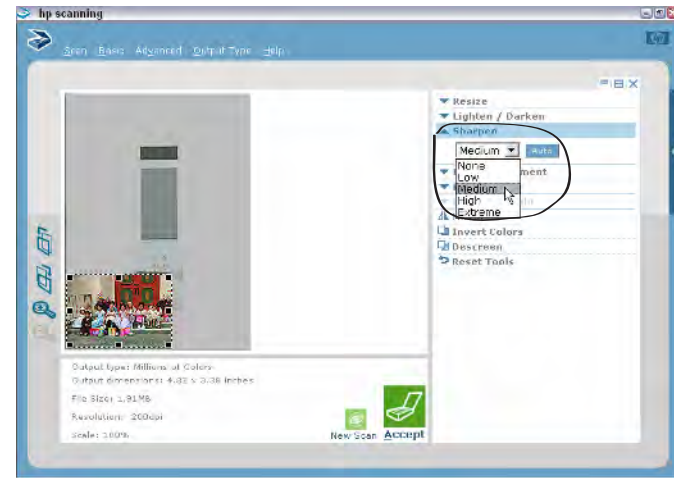 hp scanning
Scan Basic Advanced Output Type Help
Resize
Lighten / Darken
Sharpen
Medium Auto
None
Low
Medium
High
Extreme
Invert Colors
Descreen
Reset Tools
Output type: Millions of Colors
Output dimensions: 4.82 x 3.38 inches
File Size: 1.91MB
Resolution: 200dpi
Scale: 100%
New Scan Accept